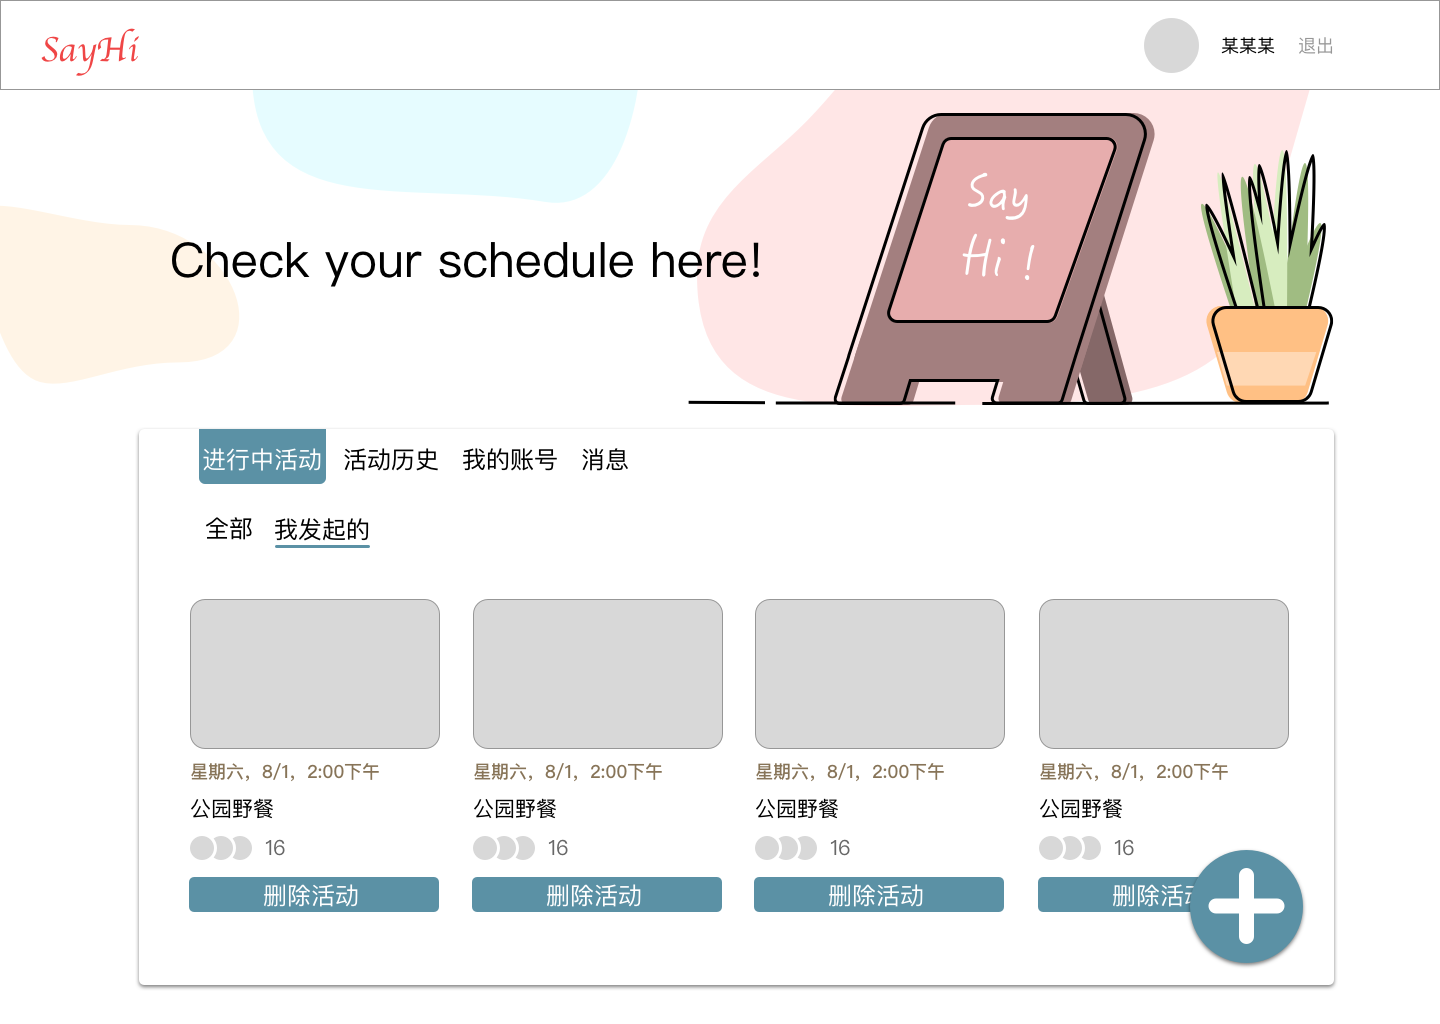 SayHi
某某某 退出
Say
Hi !
Check your schedule here!
进行中活动 活动历史 我的账号 消息
全部 我发起的
星期六，8/1，2:00下午 星期六，8/1，2:00下午 星期六，8/1，2:00下午 星期六，8/1，2:00下午
公园野餐 公园野餐 公园野餐 公园野餐
16 16 16 16
删除活动 删除活动 删除活动 删除活